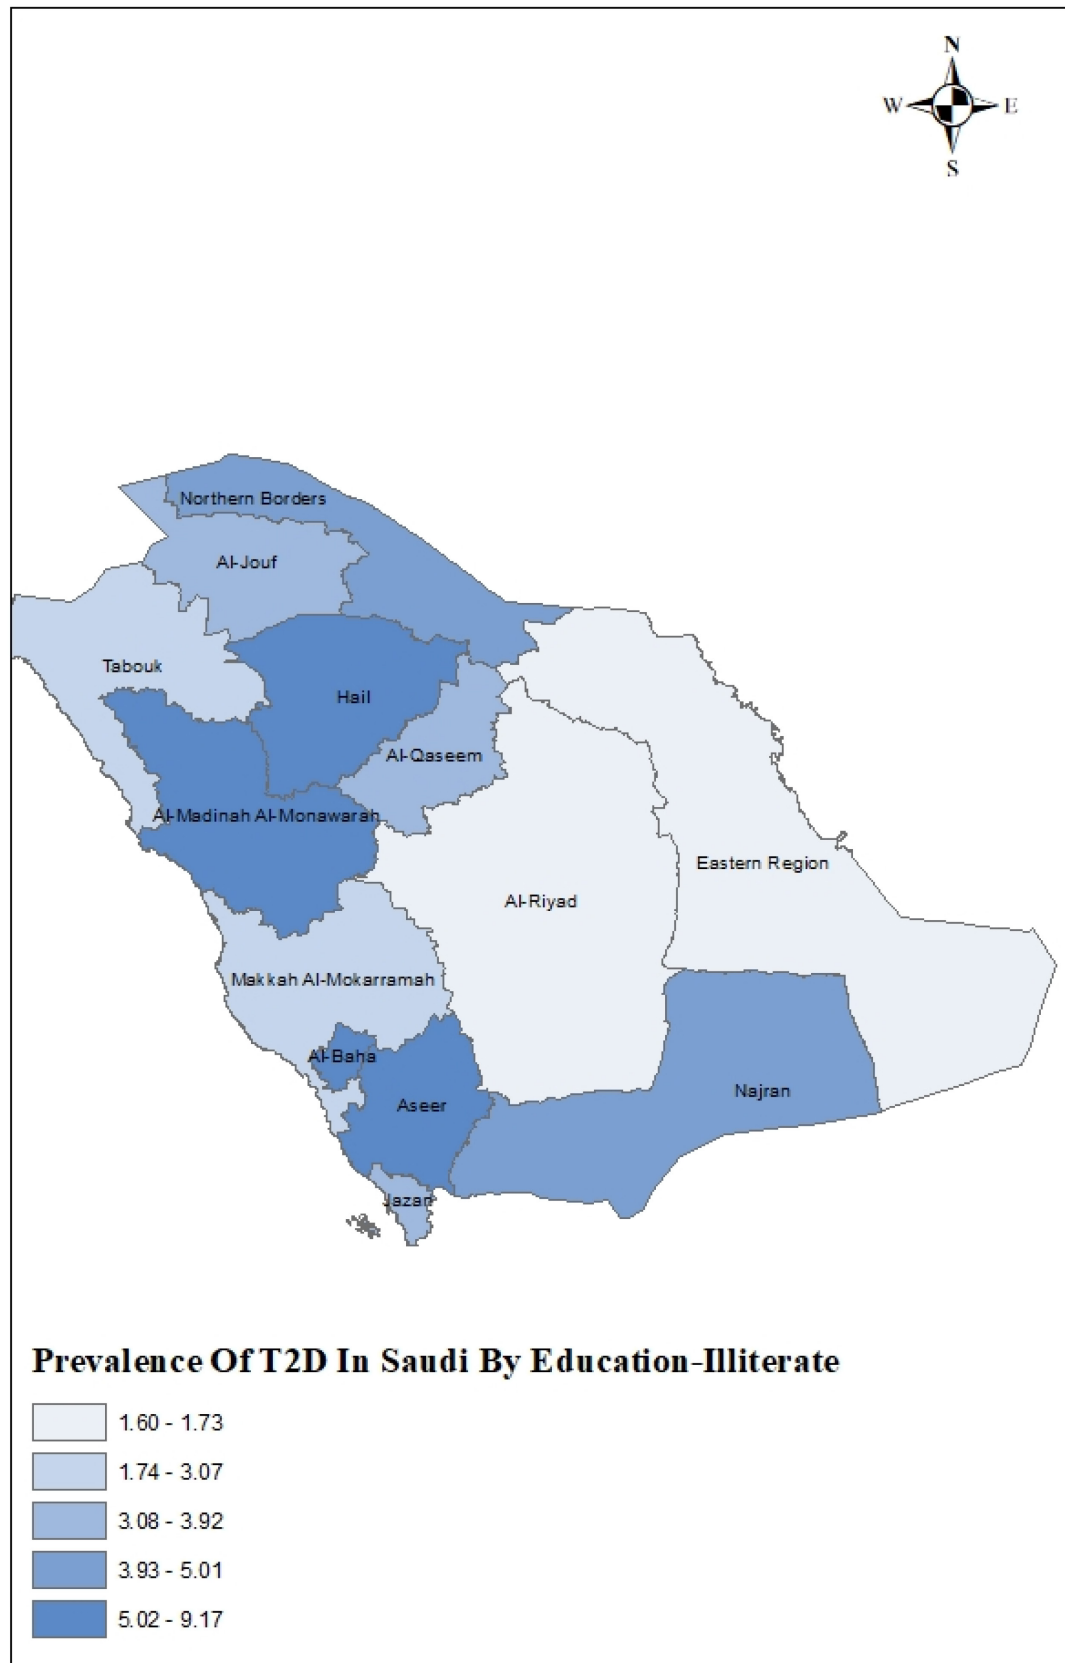 N
W E
S
Northern Borders
Al-Jouf
Tabouk
Hail
Al-Qaseem
Al-Madinah Al-Monawarah
Eastern Region
Al-Riyad
Makkah Al-Mokarramah
Al-Baha
Najran
Aseer
Jazan
Prevalence Of T2D In Saudi By Education-Illiterate
1.60 - 1.73
1.74 - 3.07
3.08 - 3.92
3.93 - 5.01
5.02 - 9.17